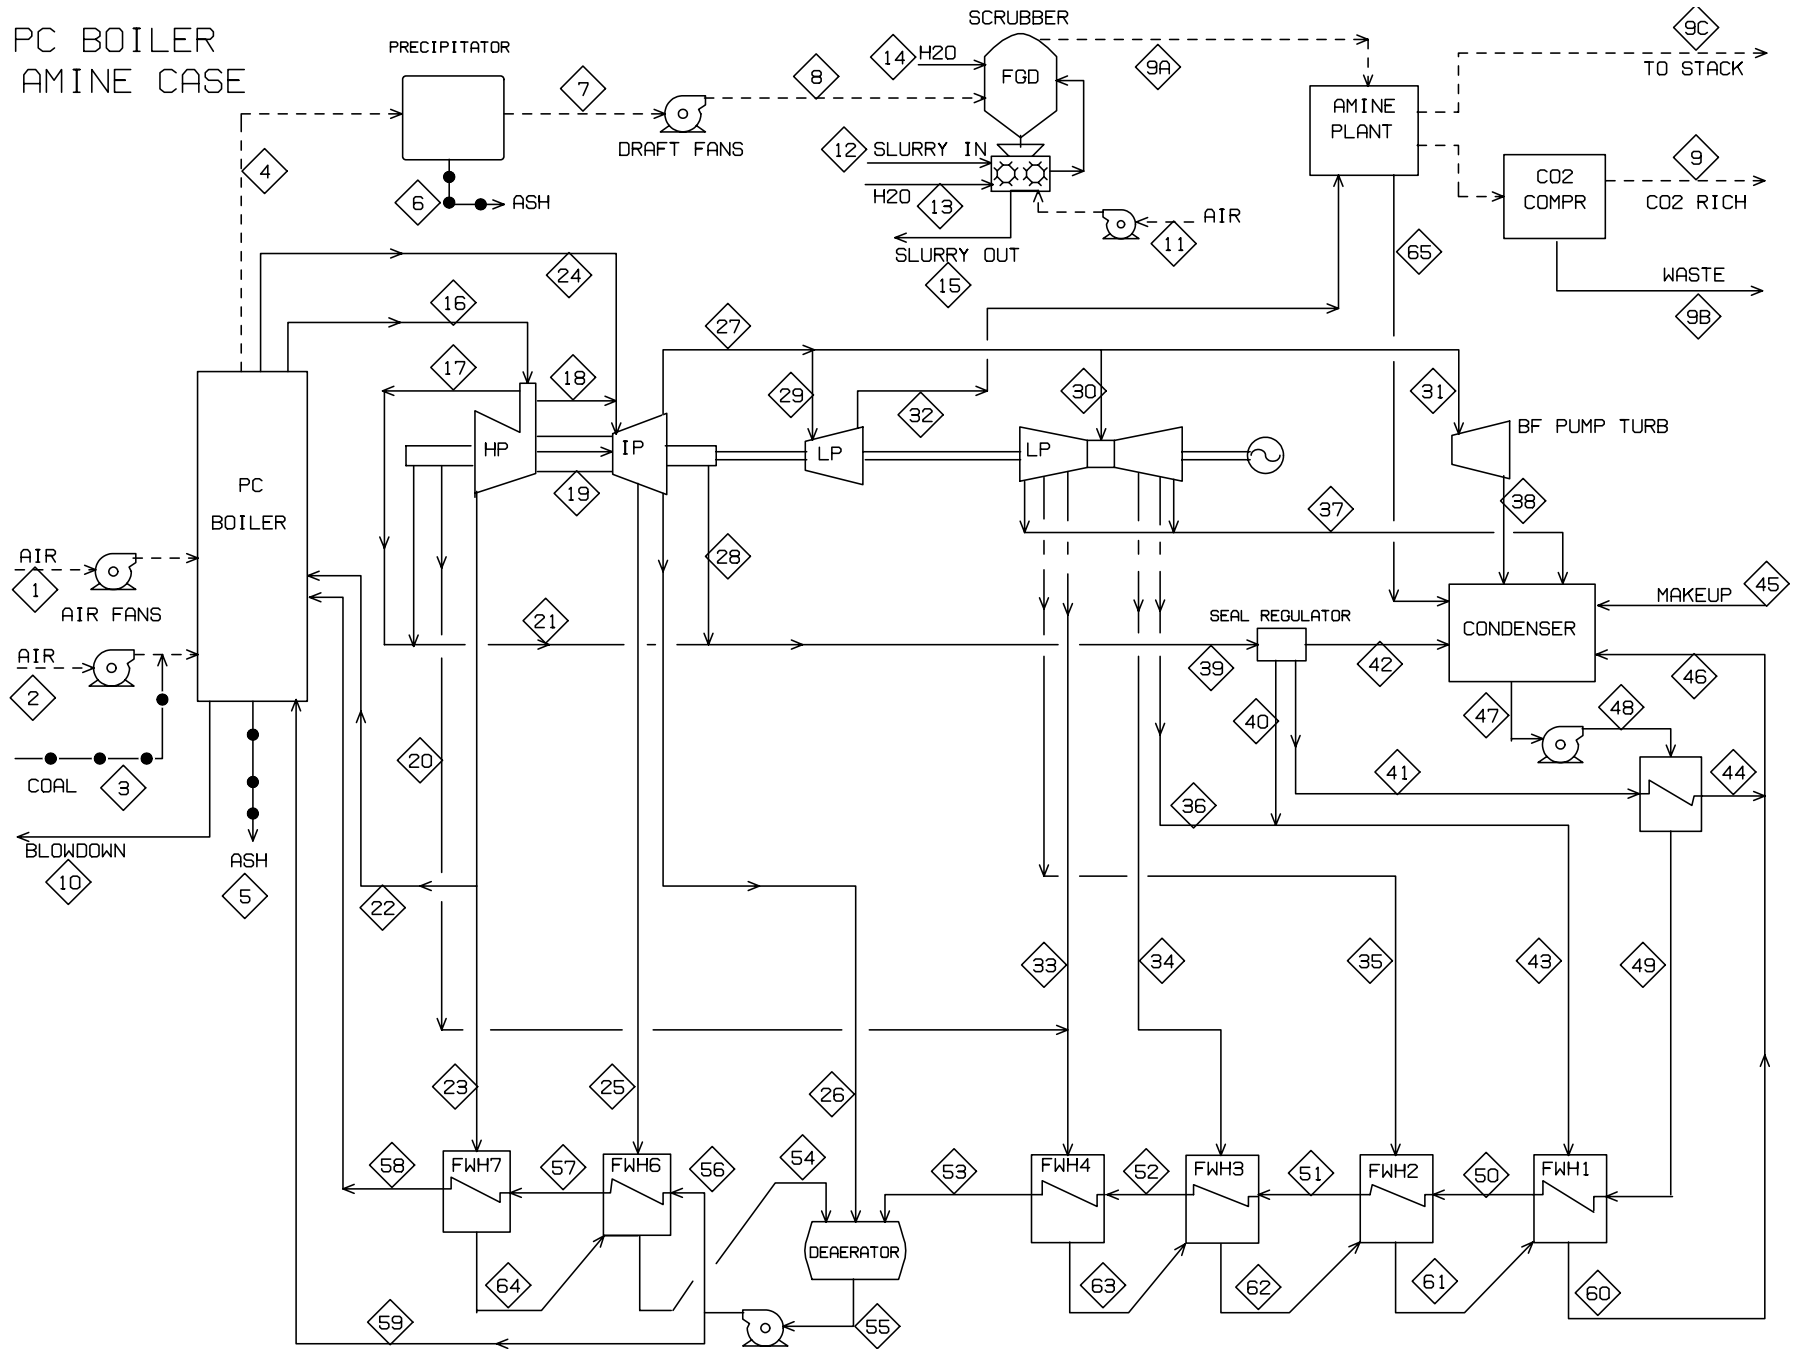 PC BOILER
AMINE CASE
PRECIPITATOR
SCRUBBER
14
H2O
FGD
9A
9C
TO STACK
7
8
DRAFT FANS
AMINE
PLANT
4
12
SLURRY IN
H2O
13
9
CO2
COMPR
CO2 RICH
6
ASH
AIR
11
SLURRY OUT
15
65
WASTE
9B
24
16
27
17
18
29
32
30
31
BF PUMP TURB
HP
IP
LP
LP
19
28
37
38
PC
BOILER
AIR
1
AIR FANS
AIR
2
COAL
3
BLOWDOWN
10
ASH
5
21
SEAL REGULATOR
39
42
CONDENSER
MAKEUP
45
46
40
47
48
20
41
44
36
22
33
34
35
43
49
23
25
26
58
FWH7
57
FWH6
56
54
53
FWH4
52
FWH3
51
FWH2
50
FWH1
DEAERATOR
64
63
62
61
60
59
55